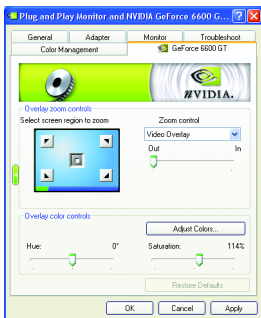 Plug and Play Monitor and NVIDIA GeForce 6600 G...
General Adapter Monitor Troubleshoot
Color Management GeForce 6600 GT
nVIDIA.
Overlay zoom controls
Select screen region to zoom
Zoom control
Video Overlay
Out In
Overlay color controls
Adjust Colors...
Hue: 0° Saturation: 114%
Restore Defaults
OK Cancel Apply